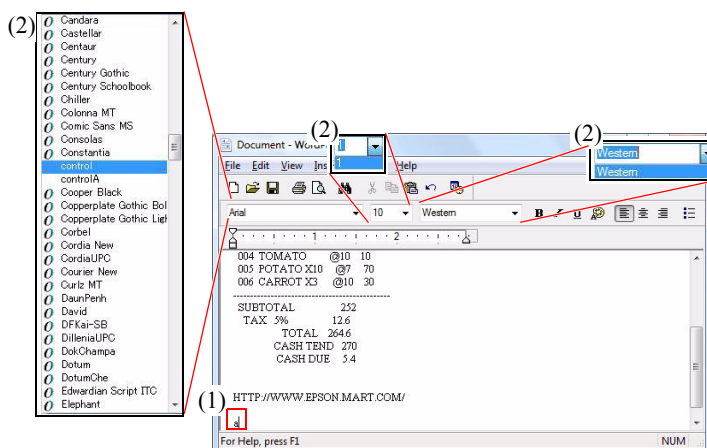 (2)
Candara
Castellar
Centaur
Century
Century Gothic
Century Schoolbook
Chiller
Colonna MT
Comic Sans MS
Consolas
Constantia
control
controlA
Cooper Black
Copperplate Gothic Bol
Copperplate Gothic Ligh
Corbel
Cordia New
CordiaUPC
Courier New
Curlz MT
DaunPenh
David
DFKai-SB
DilleniaUPC
DokChampa
Dotum
DotumChe
Edwardian Script ITC
Elephant
Document - WordP
(2)
1
(2)
Western
Western
File Edit View Ins Help
Arial 10 Western B I U
1 2
004 TOMATO @10 10
005 POTATO X10 @7 70
006 CARROT X3 @10 30
SUBTOTAL 252
TAX 5% 12.6
TOTAL 264.6
CASH TEND 270
CASH DUE 5.4
HTTP://WWW.EPSON.MART.COM/
(1)
a
For Help, press F1 NUM